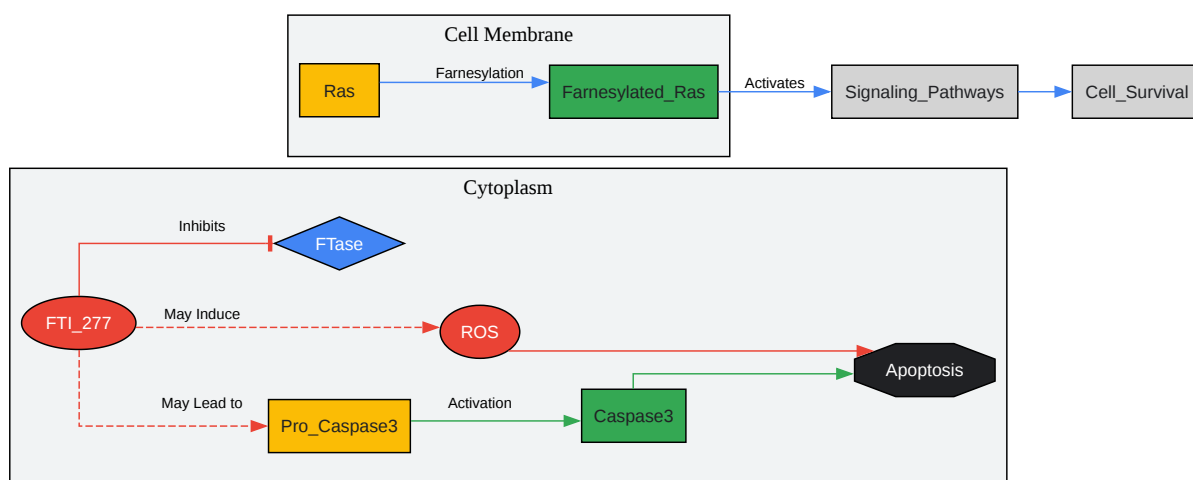 Cell Membrane
Ras
Farnesylation
Farnesylated_Ras
Activates
Signaling_Pathways
Cell_Survival
Cytoplasm
Inhibits
FTase
FTI_277
May Induce
ROS
Apoptosis
May Lead to
Pro_Caspase3
Activation
Caspase3